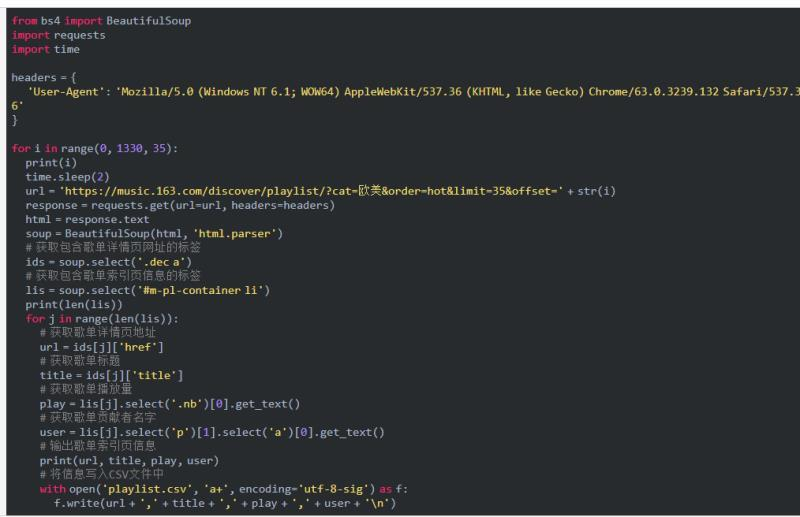 from bs4 import BeautifulSoup
import requests
import time

headers = {
  'User-Agent': 'Mozilla/5.0 (Windows NT 6.1; WOW64) AppleWebKit/537.36 (KHTML, like Gecko) Chrome/63.0.3239.132 Safari/537.3
6'
}

for i in range(0, 1330, 35):
  print(i)
  time.sleep(2)
  url = 'https://music.163.com/discover/playlist/?cat=欧美&order=hot&limit=35&offset=' + str(i)
  response = requests.get(url=url, headers=headers)
  html = response.text
  soup = BeautifulSoup(html, 'html.parser')
  # 获取包含歌单详情页网址的标签
  ids = soup.select('.dec a')
  # 获取包含歌单索引页信息的标签
  lis = soup.select('#m-pl-container li')
  print(len(lis))
  for j in range(len(lis)):
    # 获取歌单详情页地址
    url = ids[j]['href']
    # 获取歌单标题
    title = ids[j]['title']
    # 获取歌单播放量
    play = lis[j].select('.nb')[0].get_text()
    # 获取歌单贡献者名字
    user = lis[j].select('p')[1].select('a')[0].get_text()
    # 输出歌单索引页信息
    print(url, title, play, user)
    # 将信息写入CSV文件中
    with open('playlist.csv', 'a+', encoding='utf-8-sig') as f:
      f.write(url + ',' + title + ',' + play + ',' + user + '\n')